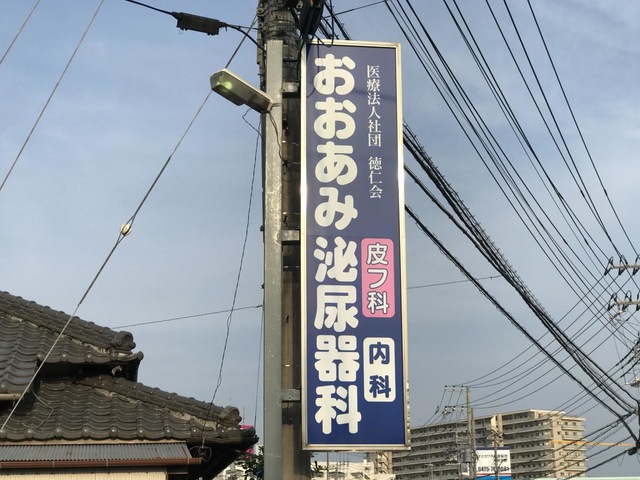 医療法人社団 徳仁会
おおあみ泌尿器科
皮フ科
内科